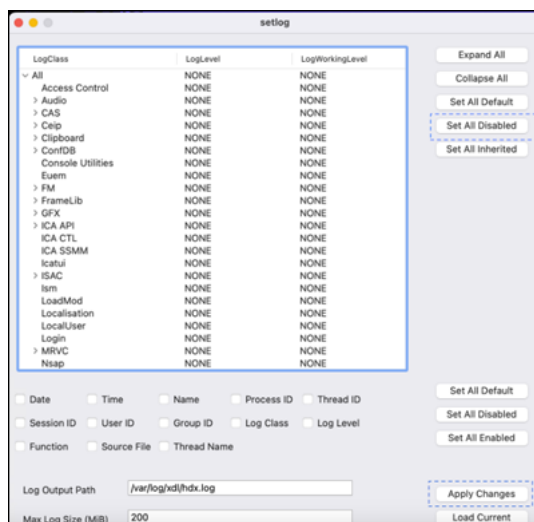 setlog
LogClass LogLevel LogWorkingLevel
All NONE NONE
Access Control NONE NONE
Audio NONE NONE
CAS NONE NONE
Ceip NONE NONE
Clipboard NONE NONE
ConfDB NONE NONE
Console Utilities NONE NONE
Euem NONE NONE
FM NONE NONE
FrameLib NONE NONE
GFX NONE NONE
ICA API NONE NONE
ICA CTL NONE NONE
ICA SSMM NONE NONE
Icatui NONE NONE
ISAC NONE NONE
Ism NONE NONE
LoadMod NONE NONE
Localisation NONE NONE
LocalUser NONE NONE
Login NONE NONE
MRVC NONE NONE
Nsap NONE NONE
Expand All
Collapse All
Set All Default
Set All Disabled
Set All Inherited
Date Time Name Process ID Thread ID
Session ID User ID Group ID Log Class Log Level
Function Source File Thread Name
Set All Default
Set All Disabled
Set All Enabled
Log Output Path /var/log/xdl/hdx.log
Apply Changes
Max Log Size (MiB) 200
Load Current